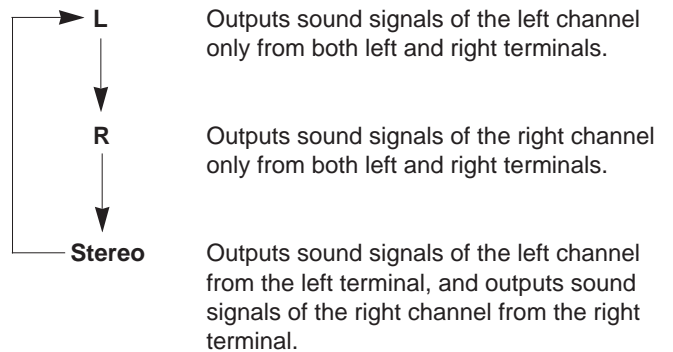 L Outputs sound signals of the left channel
only from both left and right terminals.
R Outputs sound signals of the right channel
only from both left and right terminals.
Stereo Outputs sound signals of the left channel
from the left terminal, and outputs sound
signals of the right channel from the right
terminal.